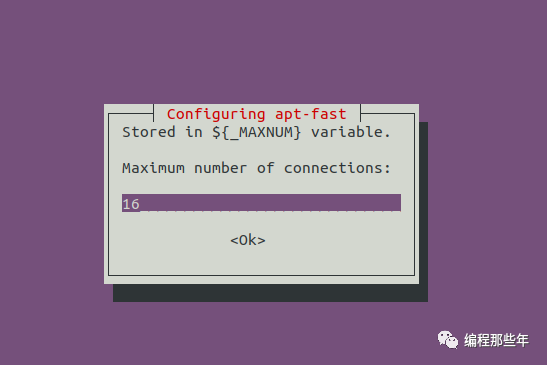 Configuring apt-fast
Stored in ${_MAXNUM} variable.
Maximum number of connections:
16
<Ok>
编程那些年